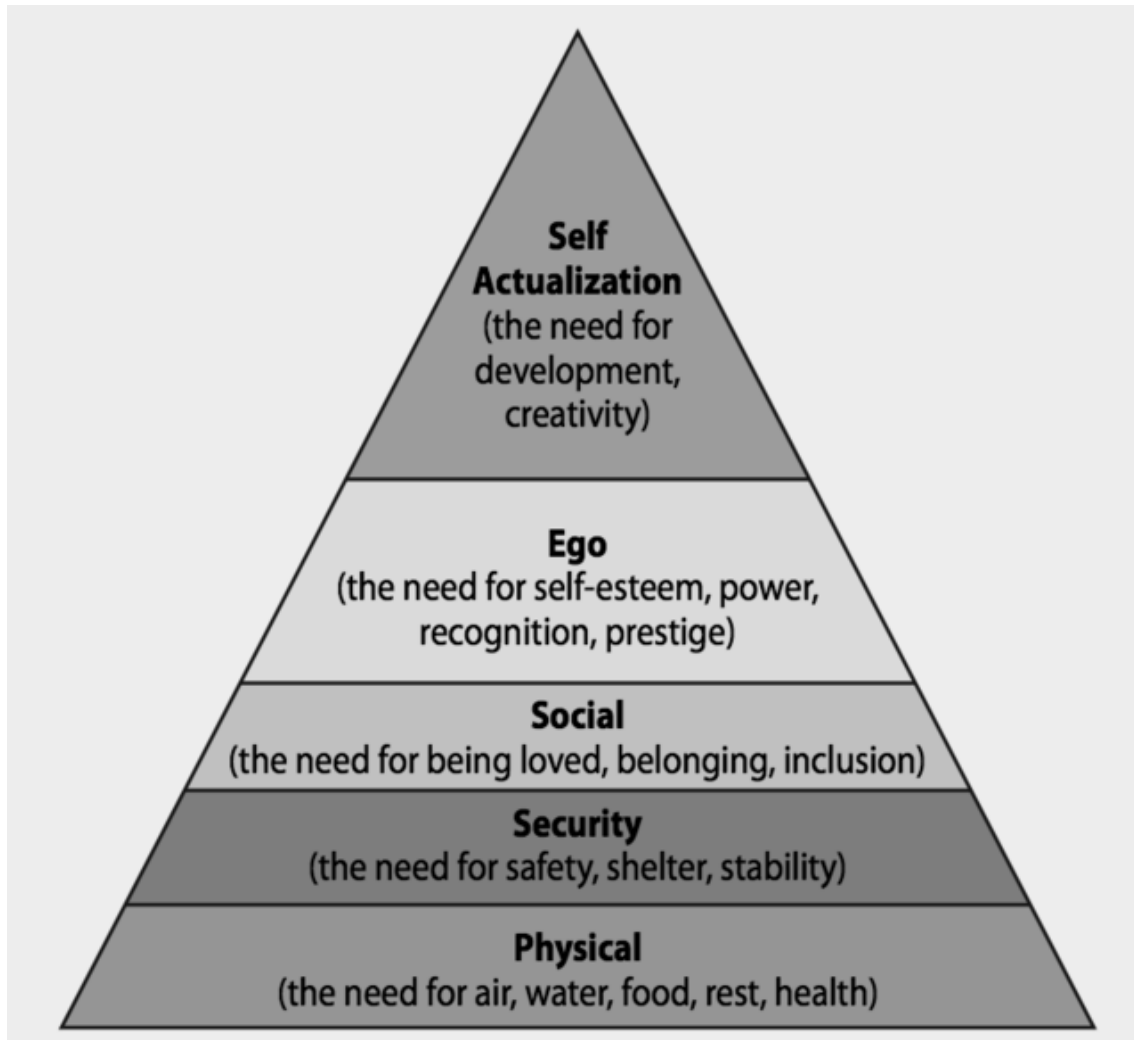 Self
Actualization
(the need for
development,
creativity)
Ego
(the need for self-esteem, power,
recognition, prestige)
Social
(the need for being loved, belonging, inclusion)
Security
(the need for safety, shelter, stability)
Physical
(the need for air, water, food, rest, health)